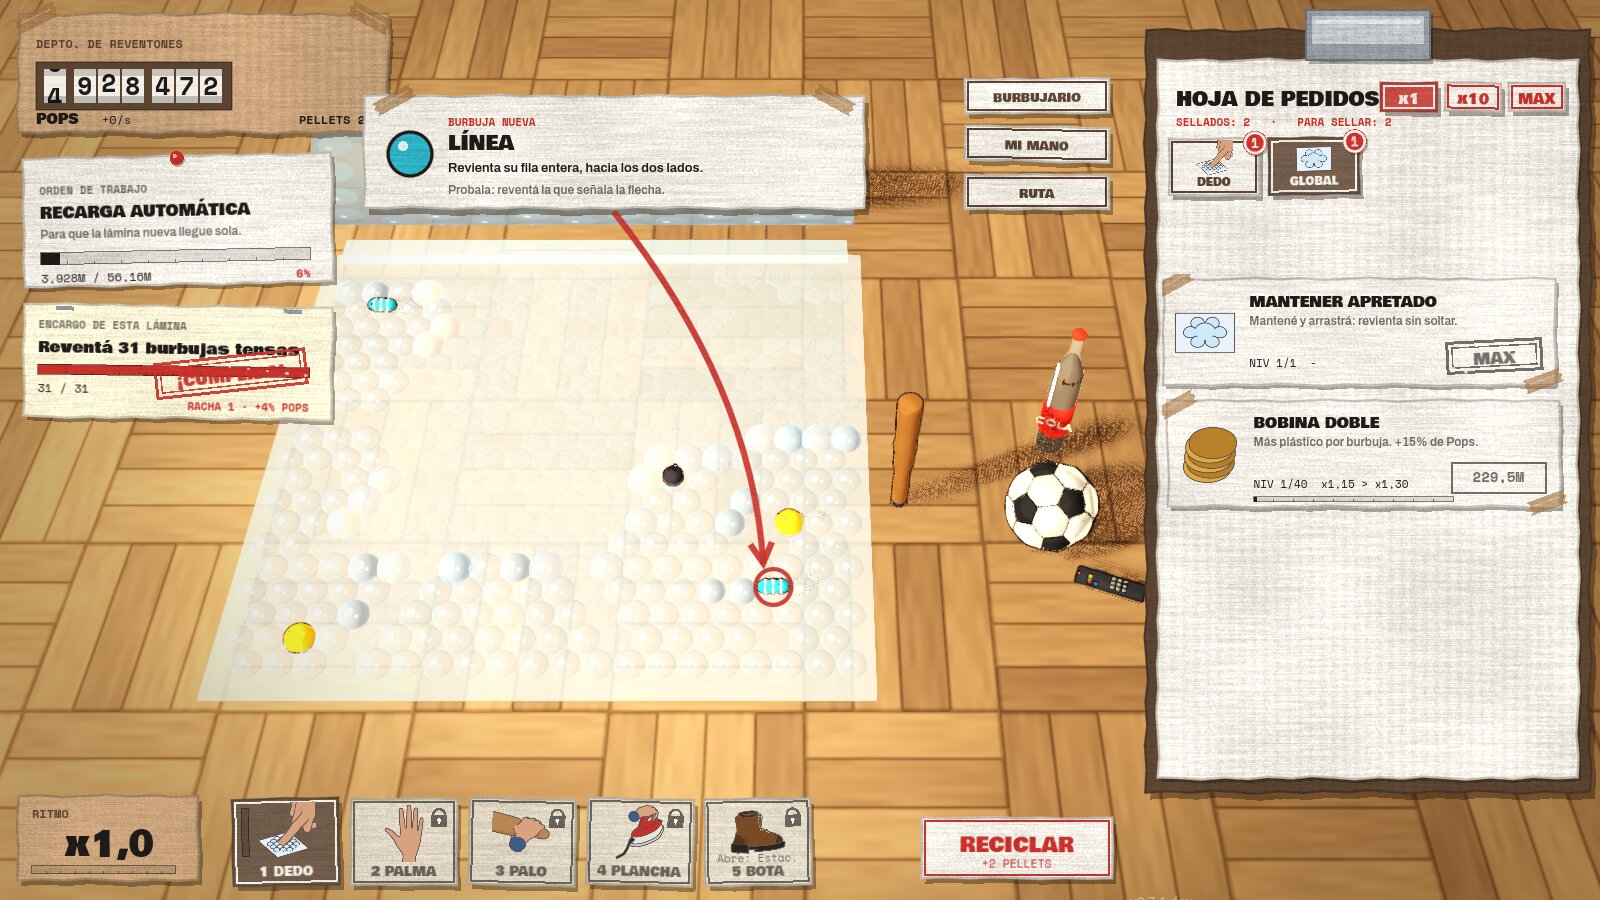 DEPTO. DE REVENTONES
4 928 472
POPS +0/s PELLETS 2
ORDEN DE TRABAJO
RECARGA AUTOMÁTICA
Para que la lámina nueva llegue sola.
3,928M / 56,16M 6%
ENCARGO DE ESTA LÁMINA
Reventá 31 burbujas tensas
31 / 31
RACHA 1 · +4% POPS
BURBUJA NUEVA
LÍNEA
Revienta su fila entera, hacia los dos lados.
Probala: reventá la que señala la flecha.
BURBUJARIO
MI MANO
RUTA
HOJA DE PEDIDOS x1 x10 MAX
SELLADOS: 2 · PARA SELLAR: 2
1 1
DEDO GLOBAL
MANTENER APRETADO
Mantené y arrastrá: revienta sin soltar.
NIV 1/1 - MAX
BOBINA DOBLE
Más plástico por burbuja. +15% de Pops.
NIV 1/40 x1,15 > x1,30 229,5M
COLA
RITMO
x1,0
1 DEDO
2 PALMA
3 PALO
4 PLANCHA
Abre: Estac.
5 BOTA
RECICLAR
+2 PELLETS